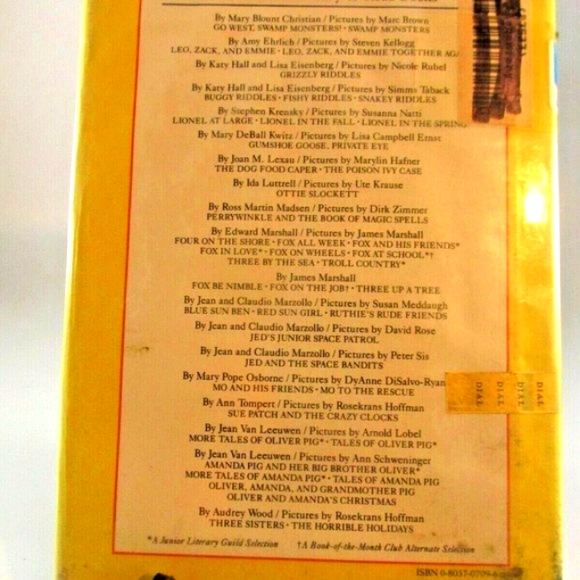 By Mary Blount Christian / Pictures by Marc Brown
GO WEST, SWAMP MONSTERS! · SWAMP MONSTERS
By Amy Ehrlich / Pictures by Steven Kellogg
LEO, ZACK, AND EMMIE · LEO, ZACK, AND EMMIE TOGETHER
By Katy Hall and Lisa Eisenberg / Pictures by Nicole Rubel
GRIZZLY RIDDLES
By Katy Hall and Lisa Eisenberg / Pictures by Simms Taback
BUGGY RIDDLES · FISHY RIDDLES · SNAKEY RIDDLES
By Stephen Krensky / Pictures by Susanna Natti
LIONEL AT LARGE · LIONEL IN THE FALL · LIONEL IN THE SPRING
By Mary DeBall Kwitz / Pictures by Lisa Campbell Ernst
GUMSHOE GOOSE, PRIVATE EYE
By Joan M. Lexau / Pictures by Marylin Hafner
THE DOG FOOD CAPER · THE POISON IVY CASE
By Ida Luttrell / Pictures by Ute Krause
OTTIE SLOCKETT
By Ross Martin Madsen / Pictures by Dirk Zimmer
PERRYWINKLE AND THE BOOK OF MAGIC SPELLS
By Edward Marshall / Pictures by James Marshall
FOUR ON THE SHORE · FOX ALL WEEK · FOX AND HIS FRIENDS*
FOX IN LOVE* · FOX ON WHEELS · FOX AT SCHOOL*†
THREE BY THE SEA · TROLL COUNTRY*
By James Marshall
FOX BE NIMBLE · FOX ON THE JOB† · THREE UP A TREE
By Jean and Claudio Marzollo / Pictures by Susan Meddaugh
BLUE SUN BEN · RED SUN GIRL · RUTHIE'S RUDE FRIENDS
By Jean and Claudio Marzollo / Pictures by David Rose
JED'S JUNIOR SPACE PATROL
By Jean and Claudio Marzollo / Pictures by Peter Sis
JED AND THE SPACE BANDITS
By Mary Pope Osborne / Pictures by DyAnne DiSalvo-Ryan
MO AND HIS FRIENDS · MO TO THE RESCUE
DIAL DIAL DIAL DIAL
By Ann Tompert / Pictures by Rosekrans Hoffman
SUE PATCH AND THE CRAZY CLOCKS
By Jean Van Leeuwen / Pictures by Arnold Lobel
MORE TALES OF OLIVER PIG* · TALES OF OLIVER PIG*
By Jean Van Leeuwen / Pictures by Ann Schweninger
AMANDA PIG AND HER BIG BROTHER OLIVER*
MORE TALES OF AMANDA PIG* · TALES OF AMANDA PIG
OLIVER, AMANDA, AND GRANDMOTHER PIG
OLIVER AND AMANDA'S CHRISTMAS
By Audrey Wood / Pictures by Rosekrans Hoffman
THREE SISTERS · THE HORRIBLE HOLIDAYS
*A Junior Literary Guild Selection †A Book-of-the-Month Club Alternate Selection
ISBN 0-8037-0709-